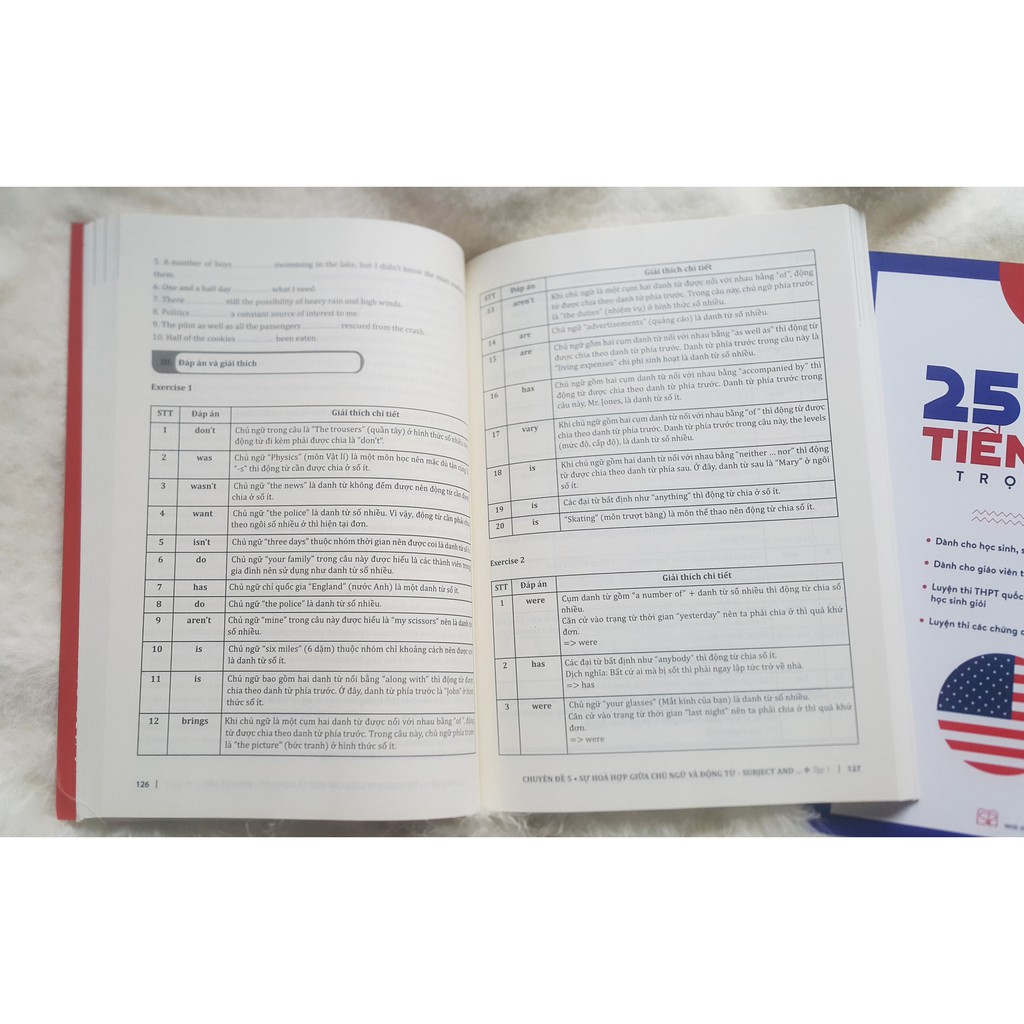 5. A number of boys ............ swimming in the lake, but I didn't know the
them.
6. One and a half day ............ what I need.
7. There ............ still the possibility of heavy rain and high winds.
8. Politics ............ a constant source of interest to me.
9. The pilot as well as all the passengers ............ rescued from the crash.
10. Half of the cookies ............ been eaten.
III. Đáp án và giải thích
Exercise 1
STT Đáp án Giải thích chi tiết
1 don't Chủ ngữ trong câu là "The trousers" (quần tây) ở hình thức số
động từ đi kèm phải được chia là "don't".
2 was Chủ ngữ "Physics" (môn Vật lí) là một môn học nên mặc dù tận cùng
"-s" thì động từ cần được chia ở số ít.
3 wasn't Chủ ngữ "the news" là danh từ không đếm được nên động từ cần
chia ở số ít.
4 want Chủ ngữ "the police" là danh từ số nhiều. Vì vậy, động từ cần phải
theo ngôi số nhiều ở thì hiện tại đơn.
5 isn't Chủ ngữ "three days" thuộc nhóm thời gian nên được coi là danh từ số
6 do Chủ ngữ "your family" trong câu này được hiểu là các thành viên
gia đình nên sử dụng như danh từ số nhiều.
7 has Chủ ngữ chỉ quốc gia "England" (nước Anh) là một danh từ số ít.
8 do Chủ ngữ "the police" là danh từ số nhiều.
9 aren't Chủ ngữ "mine" trong câu này được hiểu là "my scissors" nên là danh
số nhiều.
10 is Chủ ngữ "six miles" (6 dặm) thuộc nhóm chỉ khoảng cách nên được
là danh từ số ít.
11 is Chủ ngữ bao gồm hai danh từ nối bằng "along with" thì động từ
chia theo danh từ phía trước. Ở đây, danh từ phía trước là "John" ở
thức số ít.
12 brings Khi chủ ngữ là một cụm hai danh từ được nối với nhau bằng "of",
từ được chia theo danh từ phía trước. Trong câu này, chủ ngữ phía
là "the picture" (bức tranh) ở hình thức số ít.
126
STT Đáp án Giải thích chi tiết
13 aren't Khi chủ ngữ là một cụm hai danh từ được nối với nhau bằng "of", động
từ được chia theo danh từ phía trước. Trong câu này, chủ ngữ phía trước
là "the duties" (nhiệm vụ) ở hình thức số nhiều.
14 are Chủ ngữ "advertisements" (quảng cáo) là danh từ số nhiều.
15 are Chủ ngữ gồm hai cụm danh từ nối với nhau bằng "as well as" thì động từ
được chia theo danh từ phía trước. Danh từ phía trước trong câu này là
"living expenses" chi phí sinh hoạt là danh từ số nhiều.
16 has Chủ ngữ gồm hai cụm danh từ nối với nhau bằng "accompanied by" thì
động từ được chia theo danh từ phía trước. Danh từ phía trước trong
câu này, Mr. Jones, là danh từ số ít.
17 vary Khi chủ ngữ gồm hai cụm danh từ nối với nhau bằng "of" thì động từ được
chia theo danh từ phía trước. Danh từ phía trước trong câu này, the levels
(mức độ, cấp độ), là danh từ số nhiều.
18 is Khi chủ ngữ gồm hai danh từ nối với nhau bằng "neither ... nor" thì động
từ được chia theo danh từ phía sau. Ở đây, danh từ sau là "Mary" ở ngôi
số ít.
19 is Các đại từ bất định như "anything" thì động từ chia ở số ít.
20 is "Skating" (môn trượt băng) là môn thể thao nên động từ chia số ít.
Exercise 2
STT Đáp án Giải thích chi tiết
1 were Cụm danh từ gồm "a number of" + danh từ số nhiều thì động từ chia số
nhiều.
Căn cứ vào trạng từ thời gian "yesterday" nên ta phải chia ở thì quá khứ
đơn.
=> were
2 has Các đại từ bất định như "anybody" thì động từ chia số ít.
Dịch nghĩa: Bất cứ ai mà bị sốt thì phải ngay lập tức trở về nhà.
=> has
3 were Chủ ngữ "your glasses" (Mắt kính của bạn) là danh từ số nhiều.
Căn cứ vào trạng từ thời gian "last night" nên ta phải chia ở thì quá khứ
đơn.
=> were
CHUYÊN ĐỀ 5 • SỰ HOÀ HỢP GIỮA CHỦ NGỮ VÀ ĐỘNG TỪ - SUBJECT AND ... Tập 1 | 127
25
TIẾN
TRỌ
• Dành cho học sinh, s
• Dành cho giáo viên t
• Luyện thi THPT quốc
học sinh giỏi
• Luyện thi các chứng c